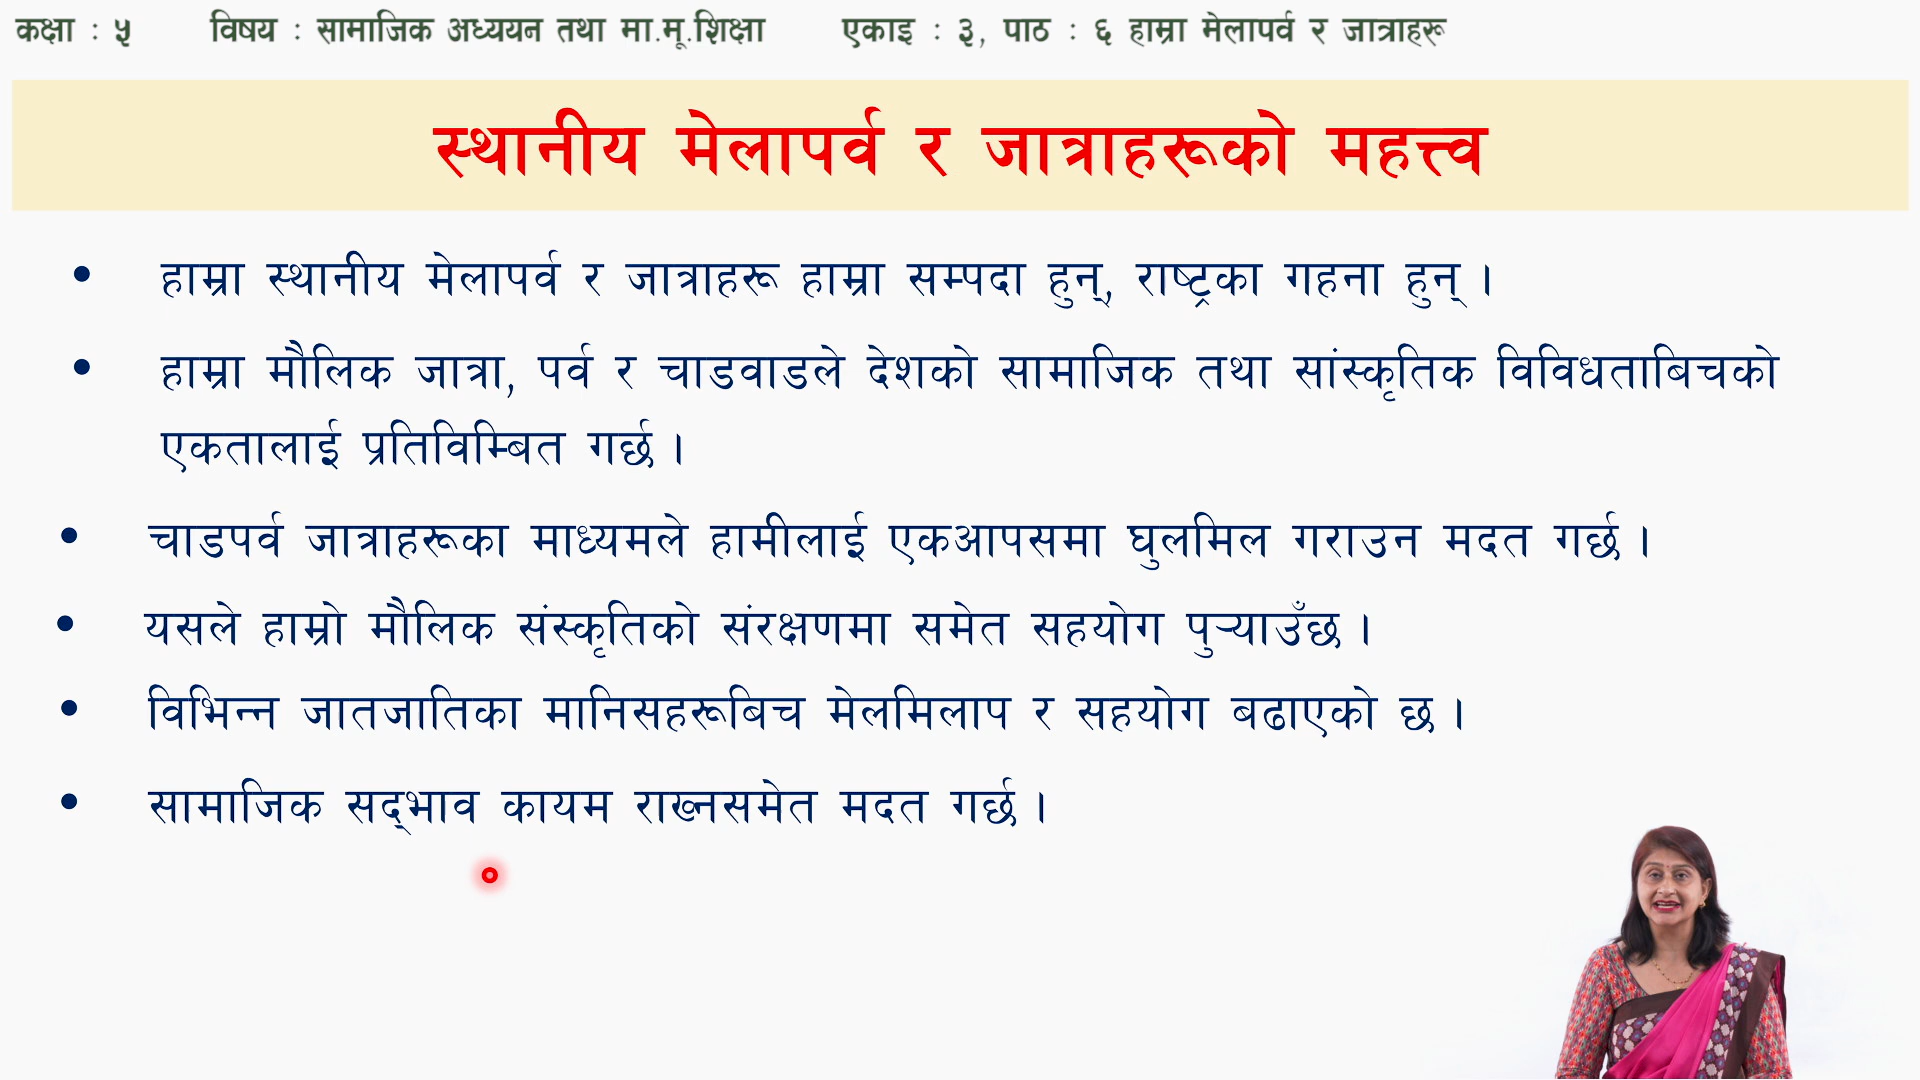 कक्षा : ५ विषय : सामाजिक अध्ययन तथा मा.मू.शिक्षा एकाइ : ३, पाठ : ६ हाम्रा मेलापर्व र जात्राहरू
स्थानीय मेलापर्व र जात्राहरूको महत्त्व
• हाम्रा स्थानीय मेलापर्व र जात्राहरू हाम्रा सम्पदा हुन्, राष्ट्रका गहना हुन् ।
• हाम्रा मौलिक जात्रा, पर्व र चाडवाडले देशको सामाजिक तथा सांस्कृतिक विविधताबिचको
एकतालाई प्रतिविम्बित गर्छ ।
• चाडपर्व जात्राहरूका माध्यमले हामीलाई एकआपसमा घुलमिल गराउन मदत गर्छ ।
• यसले हाम्रो मौलिक संस्कृतिको संरक्षणमा समेत सहयोग पुऱ्याउँछ ।
• विभिन्न जातजातिका मानिसहरूबिच मेलमिलाप र सहयोग बढाएको छ ।
• सामाजिक सद्‌भाव कायम राख्नसमेत मदत गर्छ ।